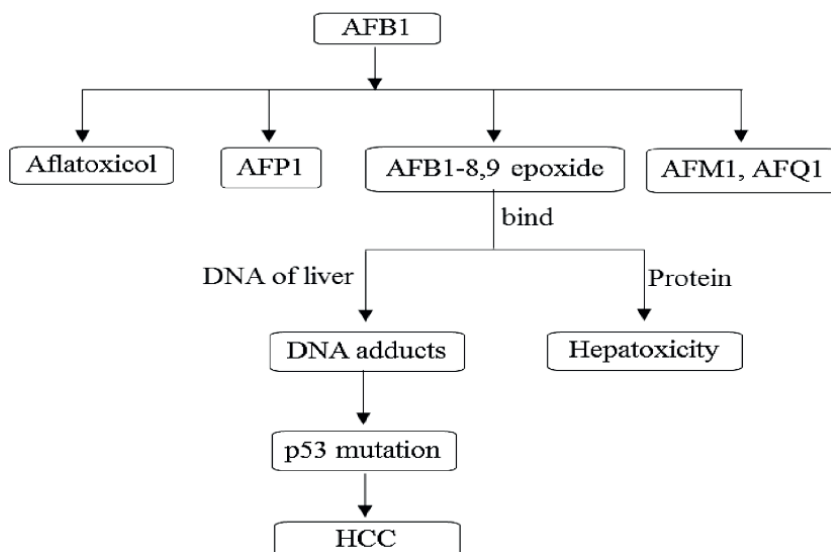 AFB1
Aflatoxicol
AFP1
AFB1-8,9 epoxide
AFM1, AFQ1
bind
DNA of liver
Protein
DNA adducts
Hepatoxicity
p53 mutation
HCC